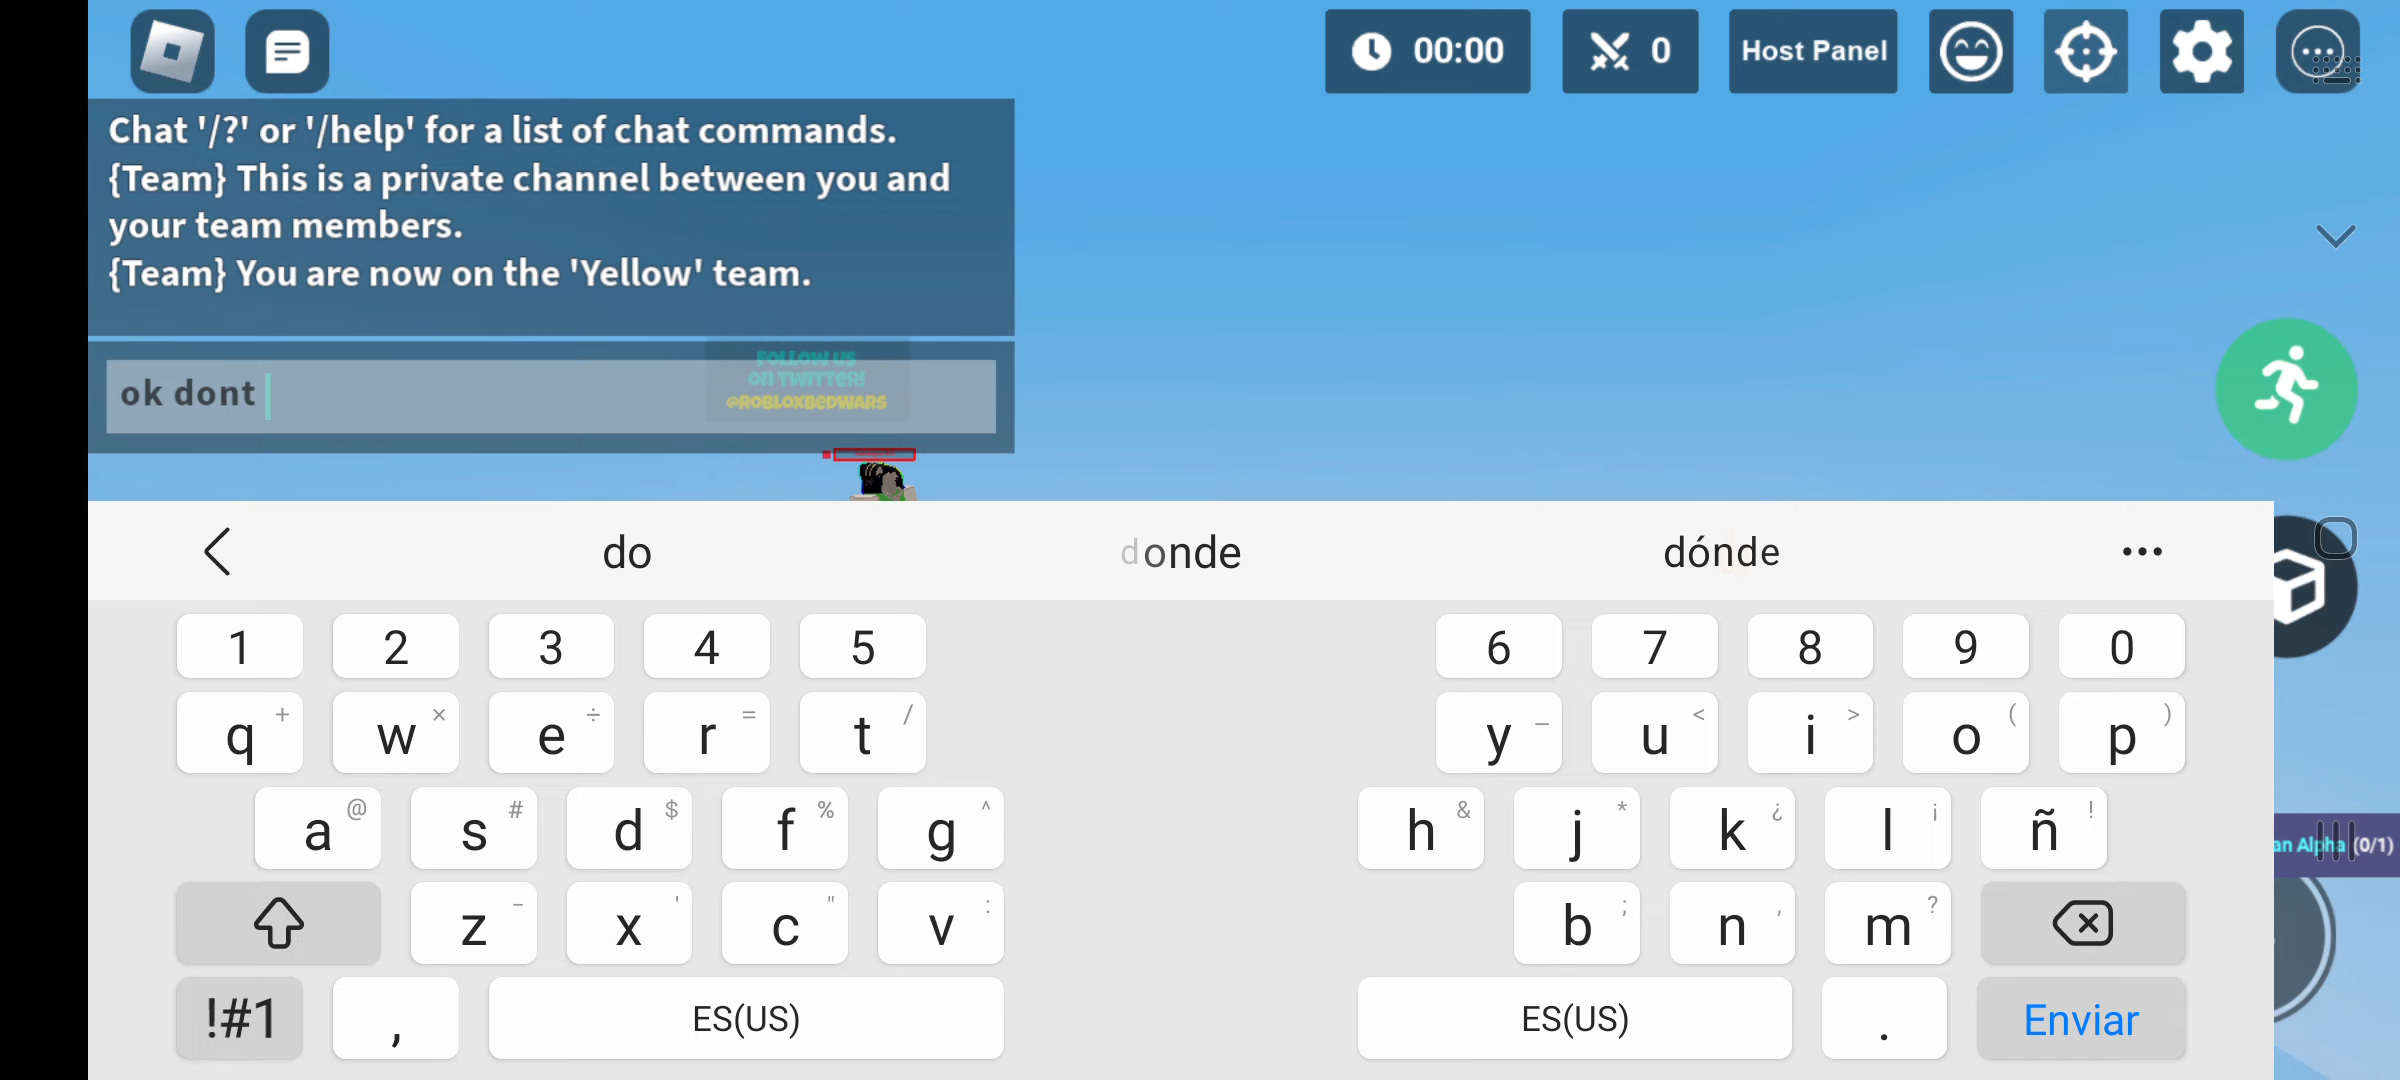 00:00
0
Host Panel
Chat '/?' or '/help' for a list of chat commands.
{Team} This is a private channel between you and
your team members.
{Team} You are now on the 'Yellow' team.
FOLLOW US
ON TWITTER!
@ROBLOXBEDWARS
ok dont
do
donde
dónde
1 2 3 4 5 6 7 8 9 0
q + w × e ÷ r = t / y _ u < i > o ( p )
a @ s # d $ f % g ^ h & j * k ¿ l ¡ ñ !
an Alpha (0/1)
z - x ' c " v : b ; n , m ?
!#1 , ES(US) ES(US) . Enviar